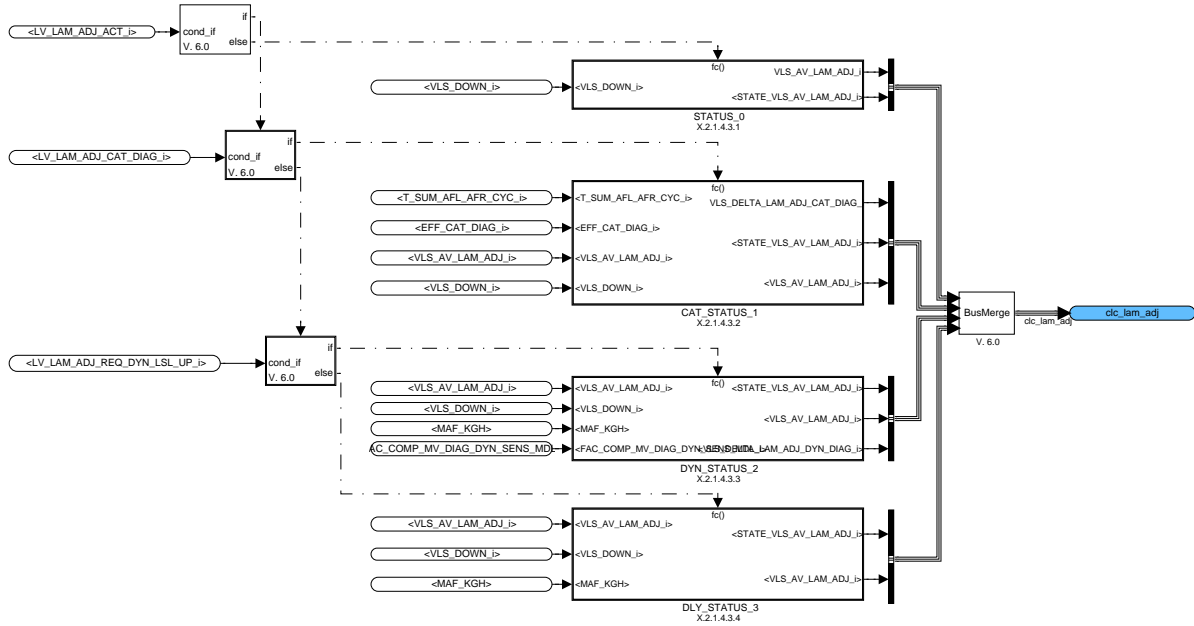 <LV_LAM_ADJ_ACT_i>
if
cond_if
else
V. 6.0
fc()
<VLS_DOWN_i>
<VLS_DOWN_i>
VLS_AV_LAM_ADJ_i
<STATE_VLS_AV_LAM_ADJ_i>
STATUS_0
X.2.1.4.3.1
<LV_LAM_ADJ_CAT_DIAG_i>
if
cond_if
else
V. 6.0
fc()
<T_SUM_AFL_AFR_CYC_i>
<T_SUM_AFL_AFR_CYC_i>
VLS_DELTA_LAM_ADJ_CAT_DIAG_
<EFF_CAT_DIAG_i>
<EFF_CAT_DIAG_i>
<STATE_VLS_AV_LAM_ADJ_i>
<VLS_AV_LAM_ADJ_i>
<VLS_AV_LAM_ADJ_i>
<VLS_DOWN_i>
<VLS_DOWN_i>
<VLS_AV_LAM_ADJ_i>
CAT_STATUS_1
X.2.1.4.3.2
BusMerge
V. 6.0
clc_lam_adj
clc_lam_adj
<LV_LAM_ADJ_REQ_DYN_LSL_UP_i>
if
cond_if
else
V. 6.0
fc()
<VLS_AV_LAM_ADJ_i>
<VLS_AV_LAM_ADJ_i>
<STATE_VLS_AV_LAM_ADJ_i>
<VLS_DOWN_i>
<VLS_DOWN_i>
<VLS_AV_LAM_ADJ_i>
<MAF_KGH>
<MAF_KGH>
AC_COMP_MV_DIAG_DYN_SENS_MDL
<FAC_COMP_MV_DIAG_DYN_SENS_MDL_i>
<VLS_DELTA_LAM_ADJ_DYN_DIAG_i>
DYN_STATUS_2
X.2.1.4.3.3
fc()
<VLS_AV_LAM_ADJ_i>
<VLS_AV_LAM_ADJ_i>
<STATE_VLS_AV_LAM_ADJ_i>
<VLS_DOWN_i>
<VLS_DOWN_i>
<MAF_KGH>
<MAF_KGH>
<VLS_AV_LAM_ADJ_i>
DLY_STATUS_3
X.2.1.4.3.4